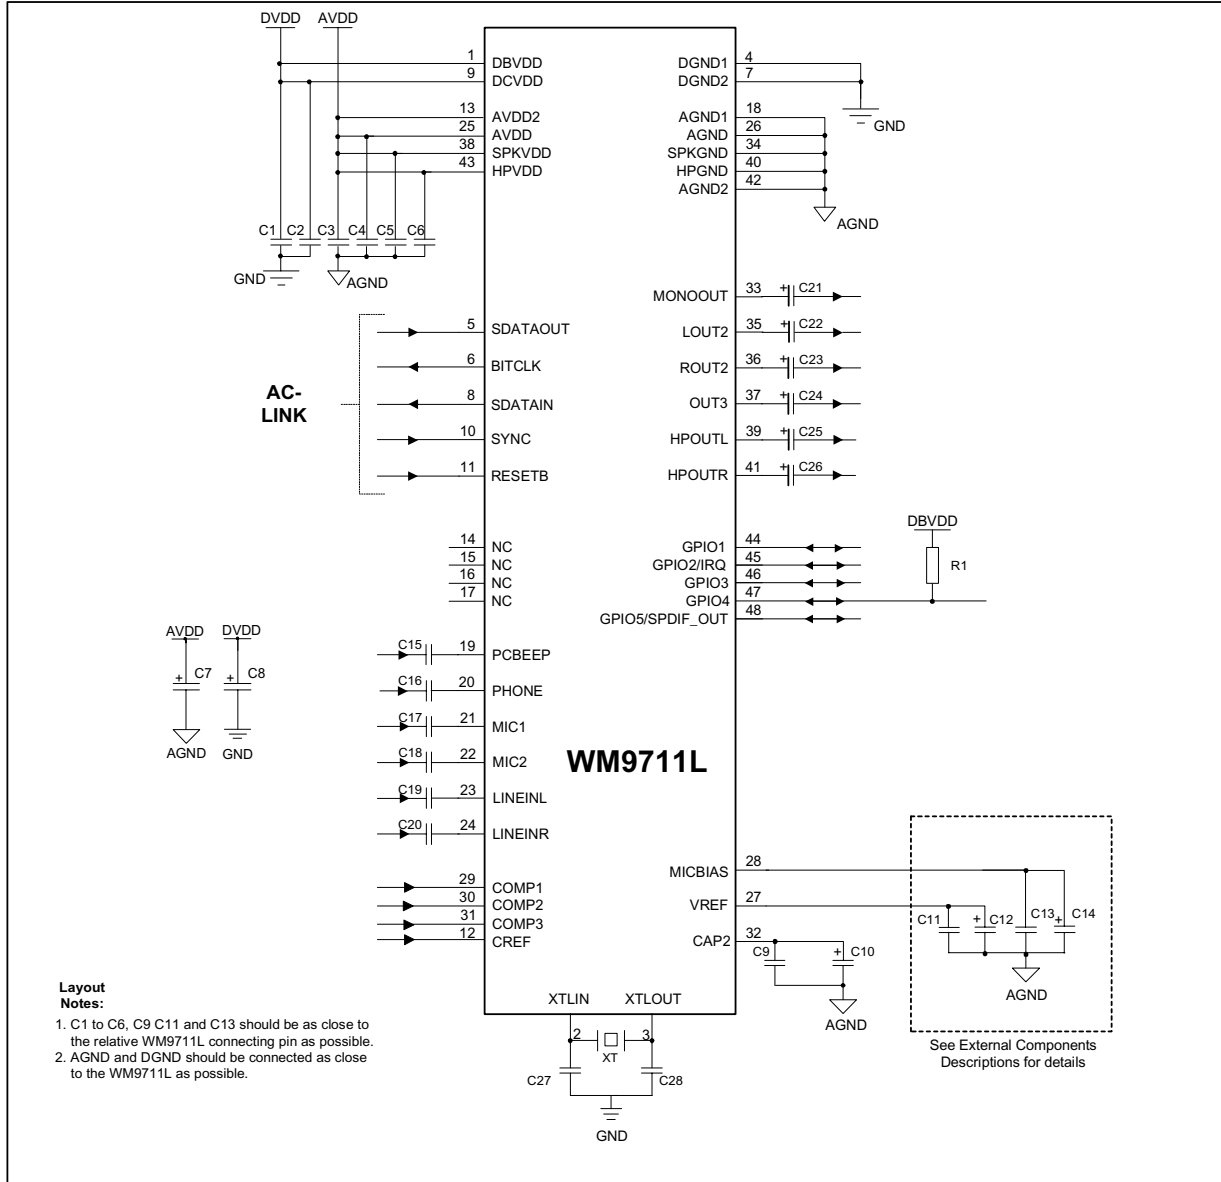 DVDD AVDD
1 DBVDD DGND1 4
9 DCVDD DGND2 7
GND
13 AVDD2 AGND1 18
25 AVDD AGND 26
38 SPKVDD SPKGND 34
43 HPVDD HPGND 40
AGND2 42
AGND
C1 C2 C3 C4 C5 C6
GND AGND
MONOOUT 33 + C21
5 SDATAOUT LOUT2 35 + C22
6 BITCLK ROUT2 36 + C23
AC-
LINK
8 SDATAIN OUT3 37 + C24
10 SYNC HPOUTL 39 + C25
11 RESETB HPOUTR 41 + C26
DBVDD
R1
14 NC GPIO1 44
15 NC GPIO2/IRQ 45
16 NC GPIO3 46
17 NC GPIO4 47
GPIO5/SPDIF_OUT 48
AVDD DVDD
+ C7 + C8
AGND GND
C15 19 PCBEEP
C16 20 PHONE
C17 21 MIC1
C18 22 MIC2
WM9711L
C19 23 LINEINL
C20 24 LINEINR
MICBIAS 28
29 COMP1
30 COMP2 VREF 27
31 COMP3
12 CREF CAP2 32
C11 + C12 C13 + C14
AGND
C9 + C10
AGND
See External Components
Descriptions for details
XTLIN XTLOUT
2 3
XT
C27 C28
GND
Layout
Notes:
1. C1 to C6, C9 C11 and C13 should be as close to
the relative WM9711L connecting pin as possible.
2. AGND and DGND should be connected as close
to the WM9711L as possible.